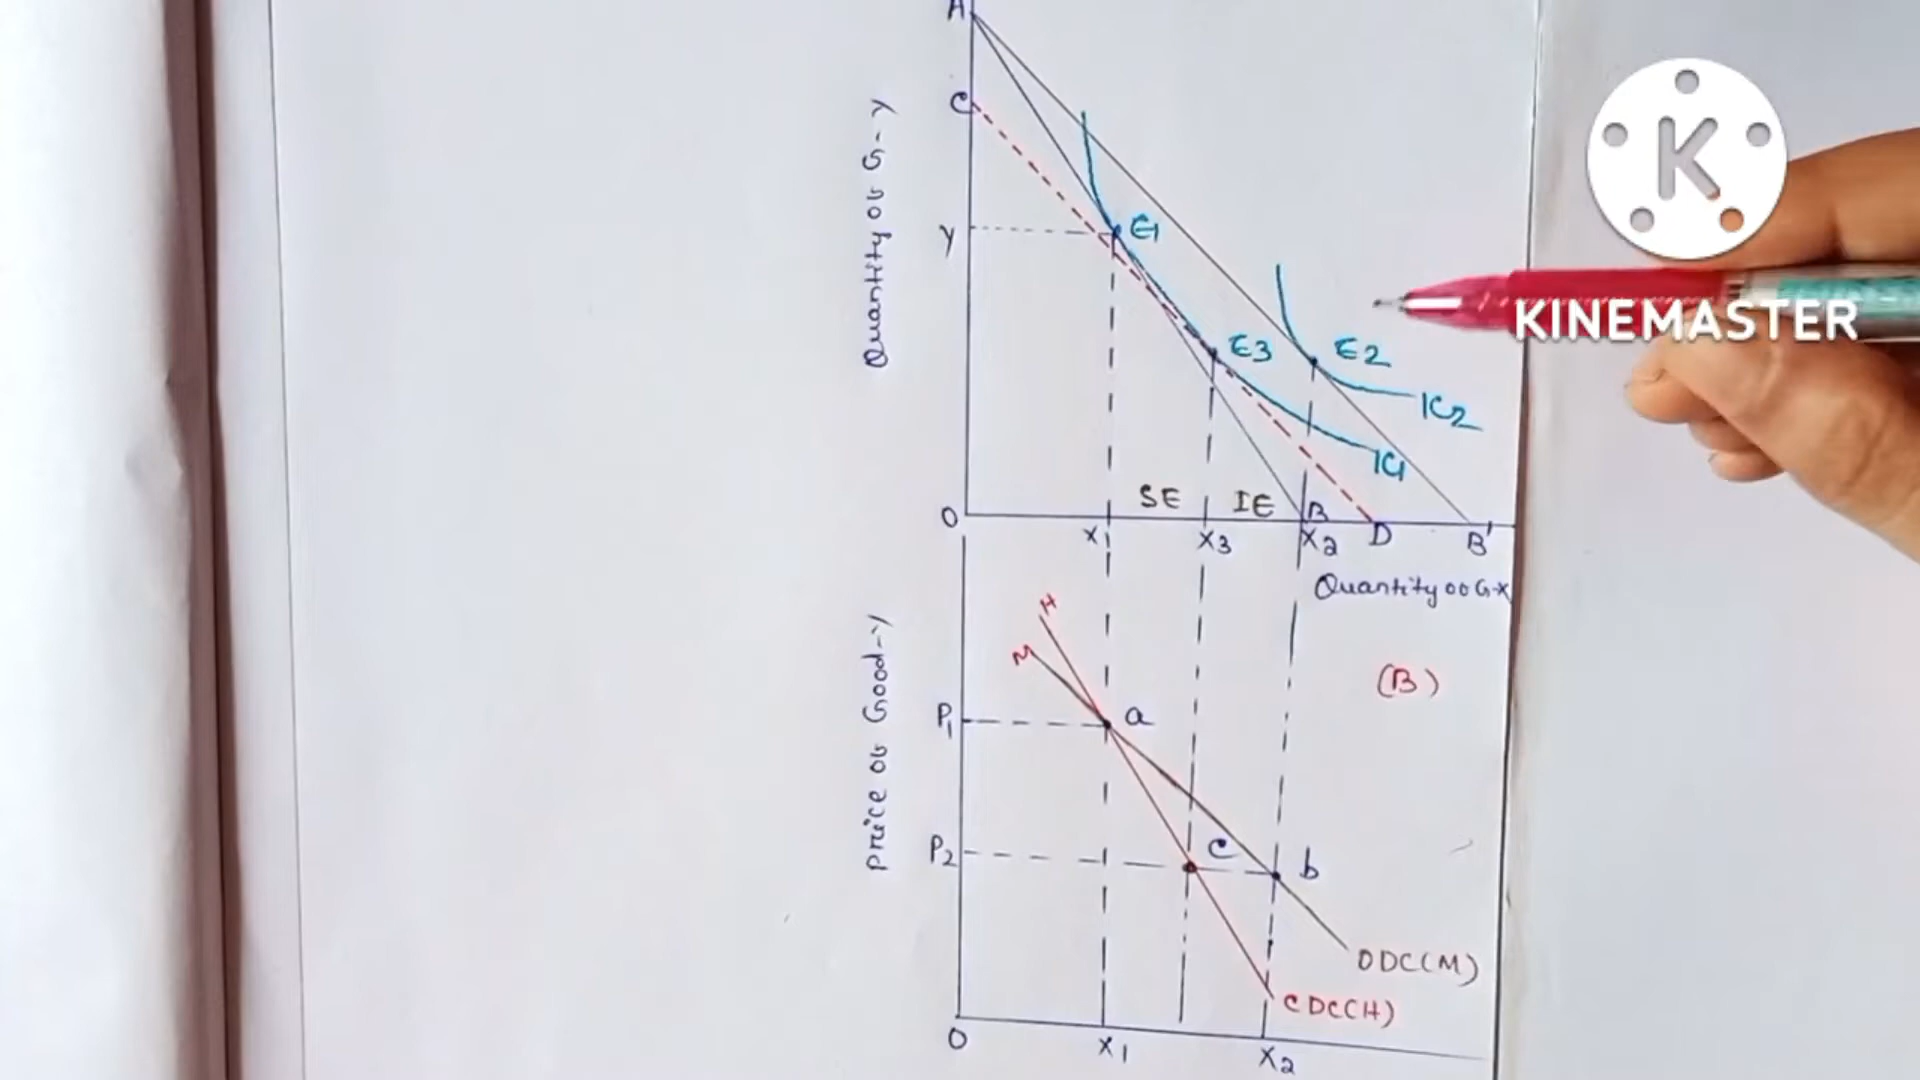 A
C
Quantity of G-y
y
E1
E3
E2
IC2
IC1
SE
IE
B
O
x1
x3
x2
D
B'
Quantity of G-x
K
KINEMASTER
H
M
(B)
Price of Good-y
P1
a
P2
c
b
ODC(M)
CDC(H)
O
x1
x2